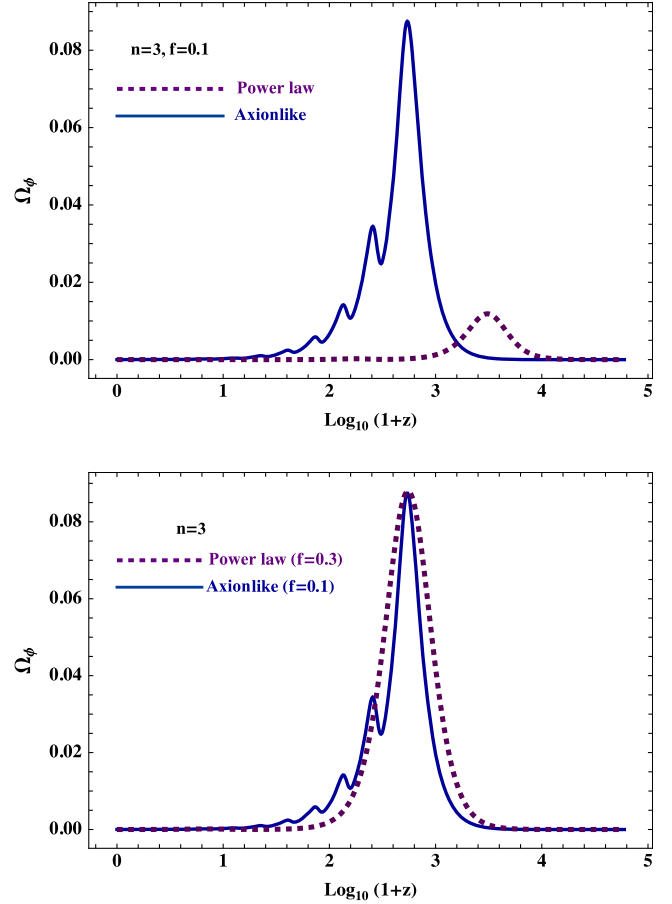 0.08
n=3, f=0.1
Power law
Axionlike
0.06
Ωϕ
0.04
0.02
0.00
0 1 2 3 4 5
Log10 (1+z)
0.08
n=3
Power law (f=0.3)
Axionlike (f=0.1)
0.06
Ωϕ
0.04
0.02
0.00
0 1 2 3 4 5
Log10 (1+z)